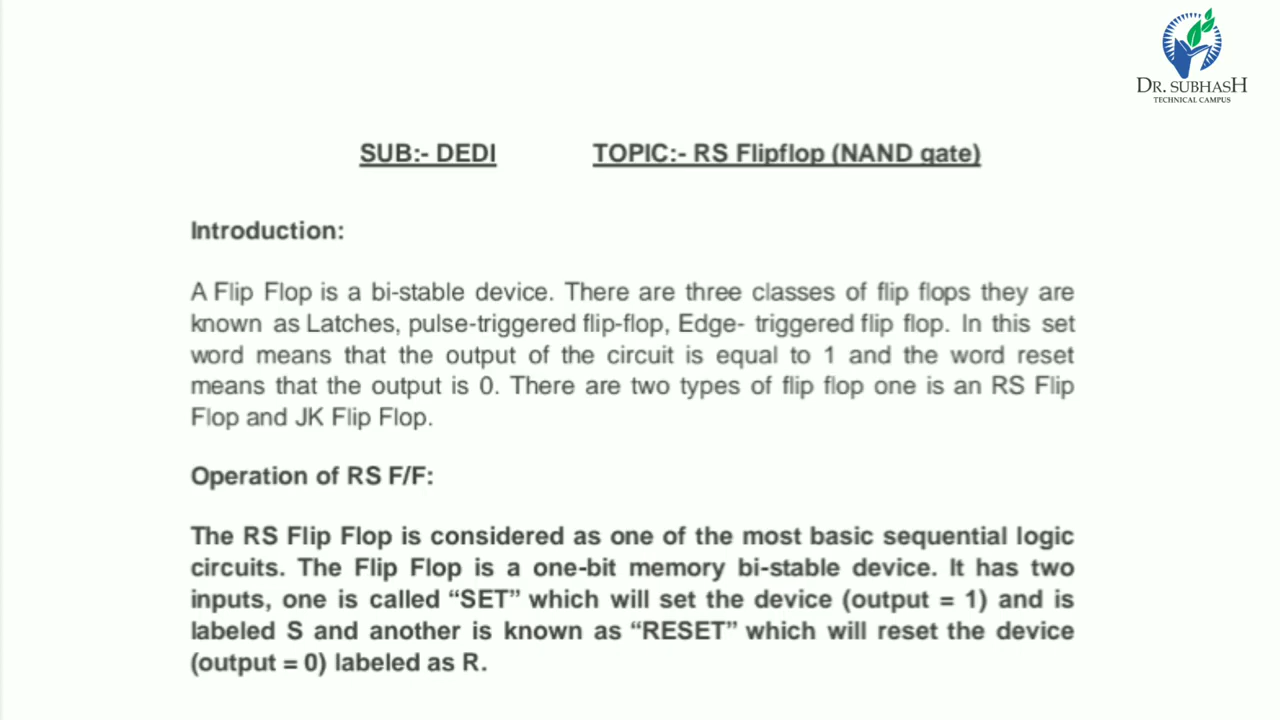 DR. SUBHASH
TECHNICAL CAMPUS
SUB:- DEDI TOPIC:- RS Flipflop (NAND gate)
Introduction:
A Flip Flop is a bi-stable device. There are three classes of flip flops they are
known as Latches, pulse-triggered flip-flop, Edge- triggered flip flop. In this set
word means that the output of the circuit is equal to 1 and the word reset
means that the output is 0. There are two types of flip flop one is an RS Flip
Flop and JK Flip Flop.
Operation of RS F/F:
The RS Flip Flop is considered as one of the most basic sequential logic
circuits. The Flip Flop is a one-bit memory bi-stable device. It has two
inputs, one is called “SET” which will set the device (output = 1) and is
labeled S and another is known as “RESET” which will reset the device
(output = 0) labeled as R.